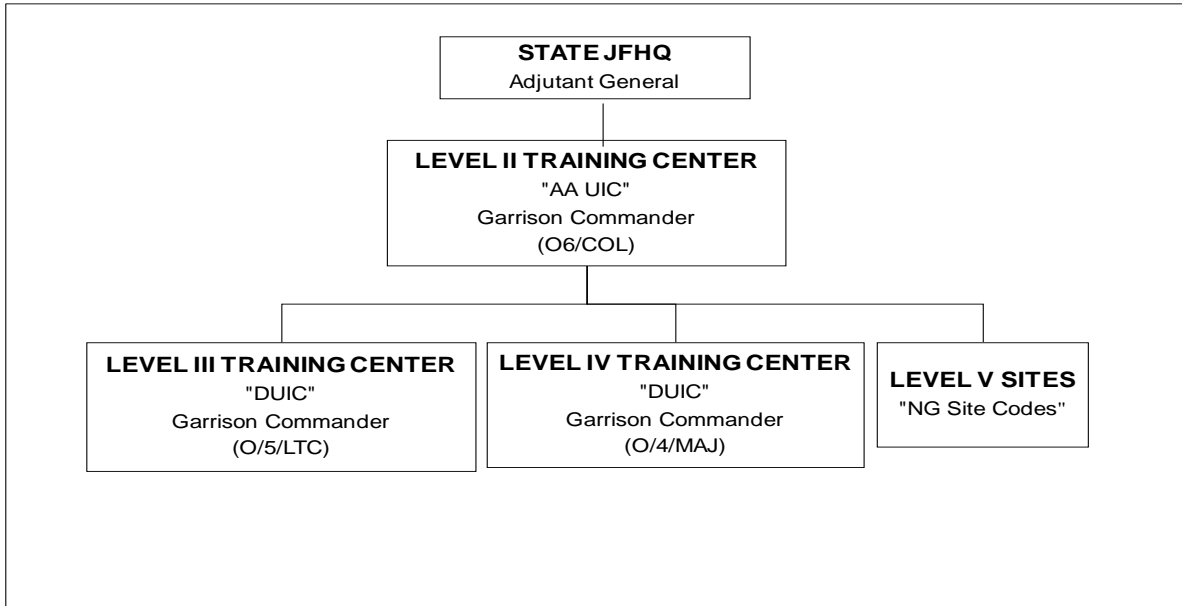 STATE JFHQ
Adjutant General
LEVEL II TRAINING CENTER
"AA UIC"
Garrison Commander
(O6/COL)
LEVEL III TRAINING CENTER
"DUIC"
Garrison Commander
(O/5/LTC)
LEVEL IV TRAINING CENTER
"DUIC"
Garrison Commander
(O/4/MAJ)
LEVEL V SITES
"NG Site Codes"